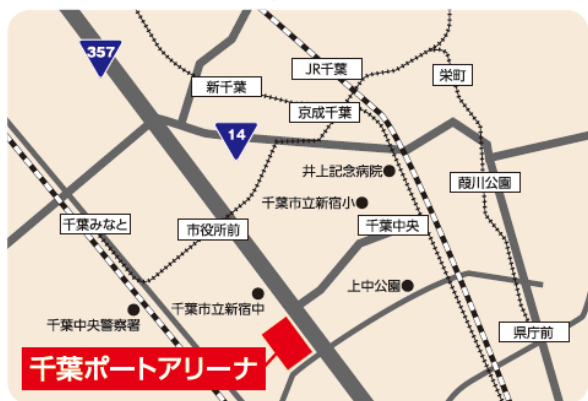 357
JR千葉
栄町
新千葉
京成千葉
14
井上記念病院
葭川公園
千葉市立新宿小
千葉みなと
市役所前
千葉中央
上中公園
千葉市立新宿中
千葉中央警察署
県庁前
千葉ポートアリーナ